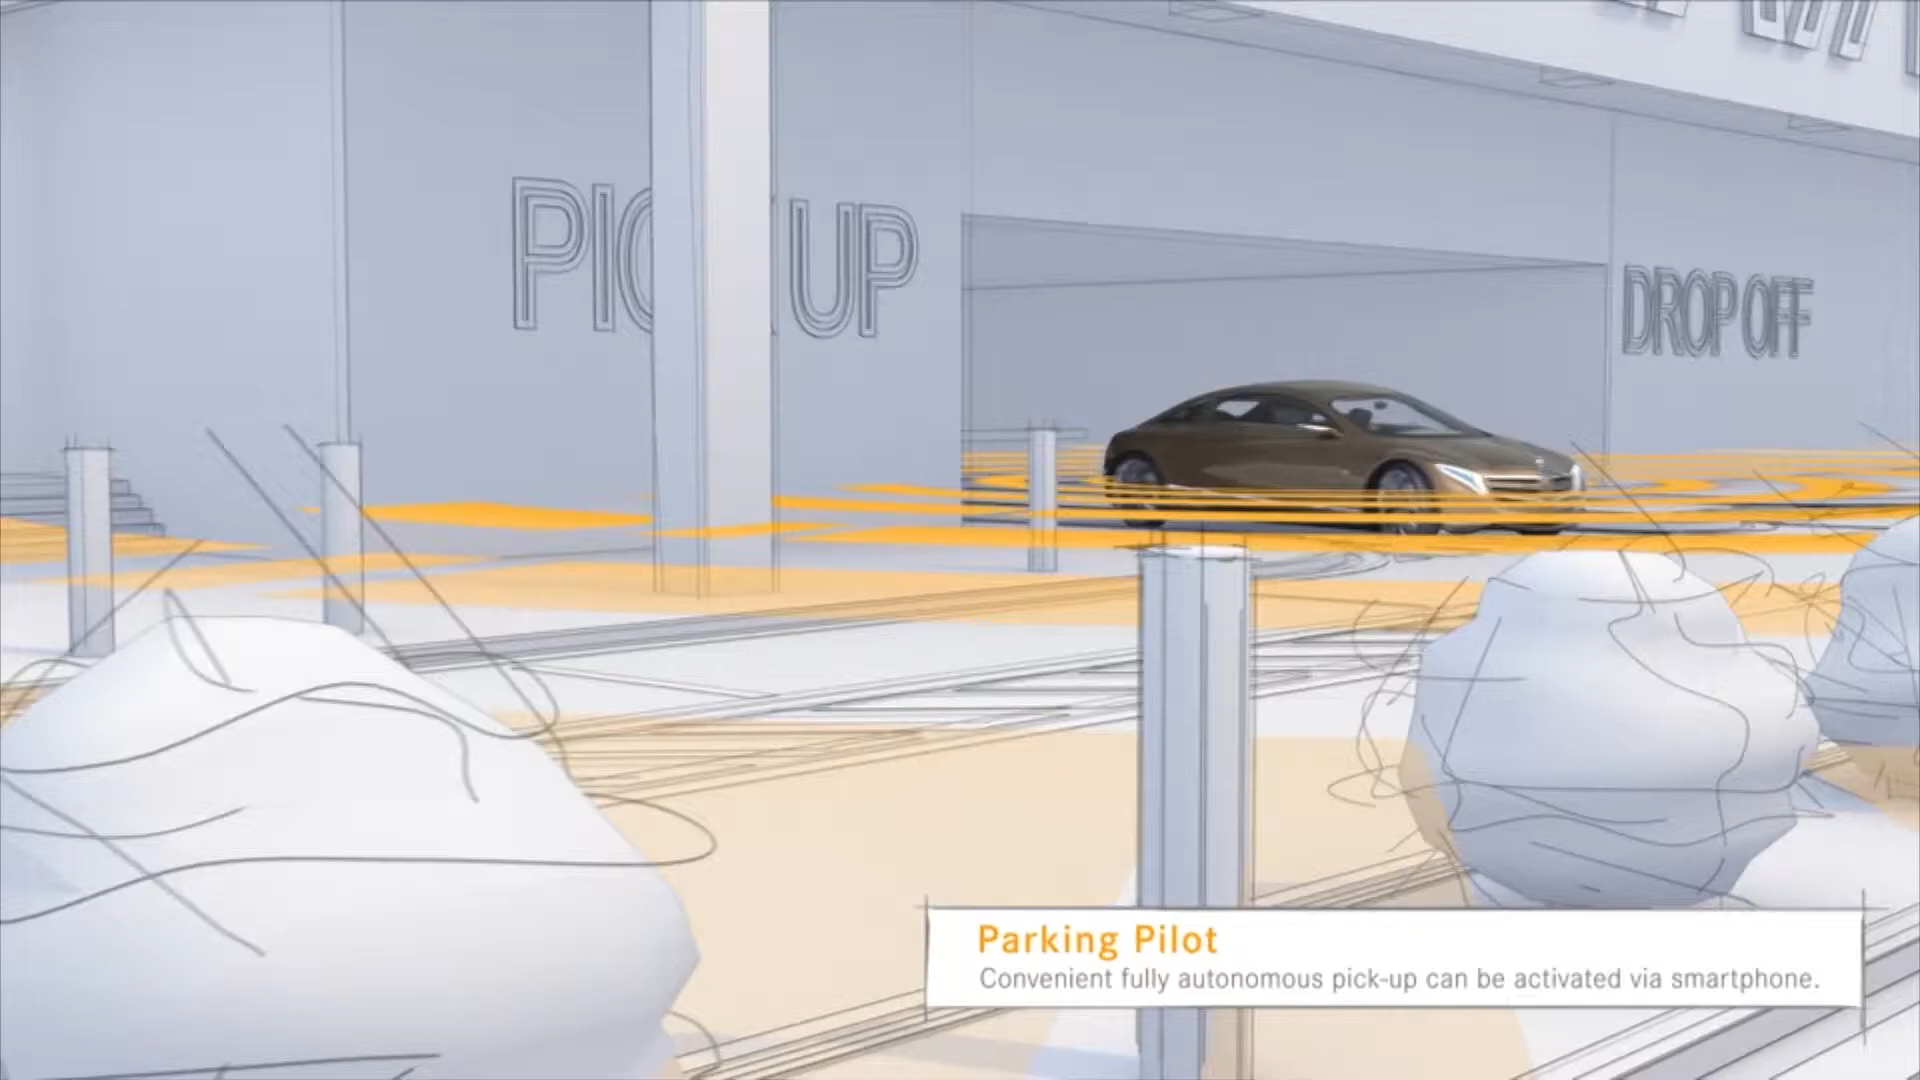 PIC UP
DROP OFF
Parking Pilot
Convenient fully autonomous pick-up can be activated via smartphone.